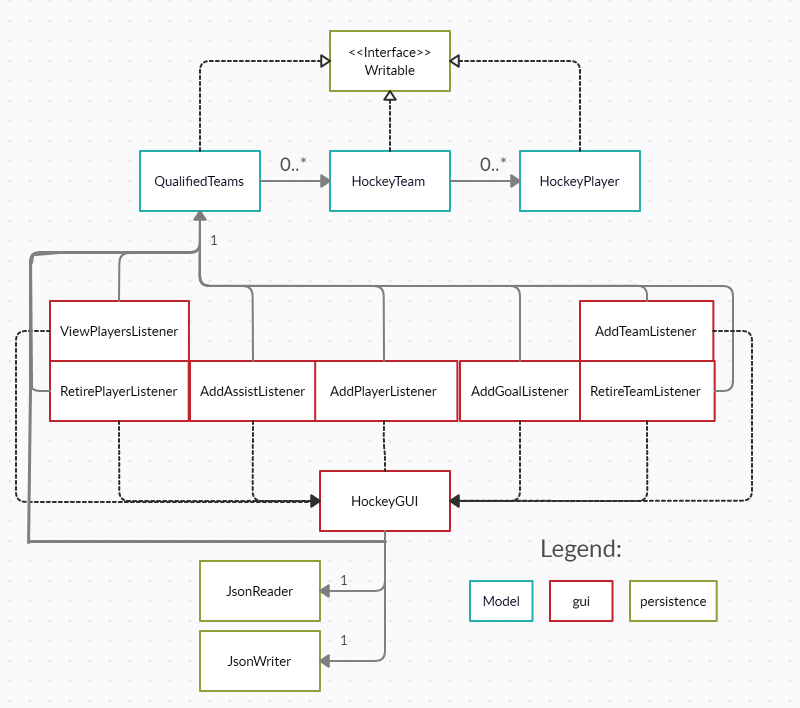 <<Interface>>
Writable
QualifiedTeams
0..*
HockeyTeam
0..*
HockeyPlayer
1
ViewPlayersListener
AddTeamListener
RetirePlayerListener
AddAssistListener
AddPlayerListener
AddGoalListener
RetireTeamListener
HockeyGUI
Legend:
JsonReader
1
Model
gui
persistence
1
JsonWriter